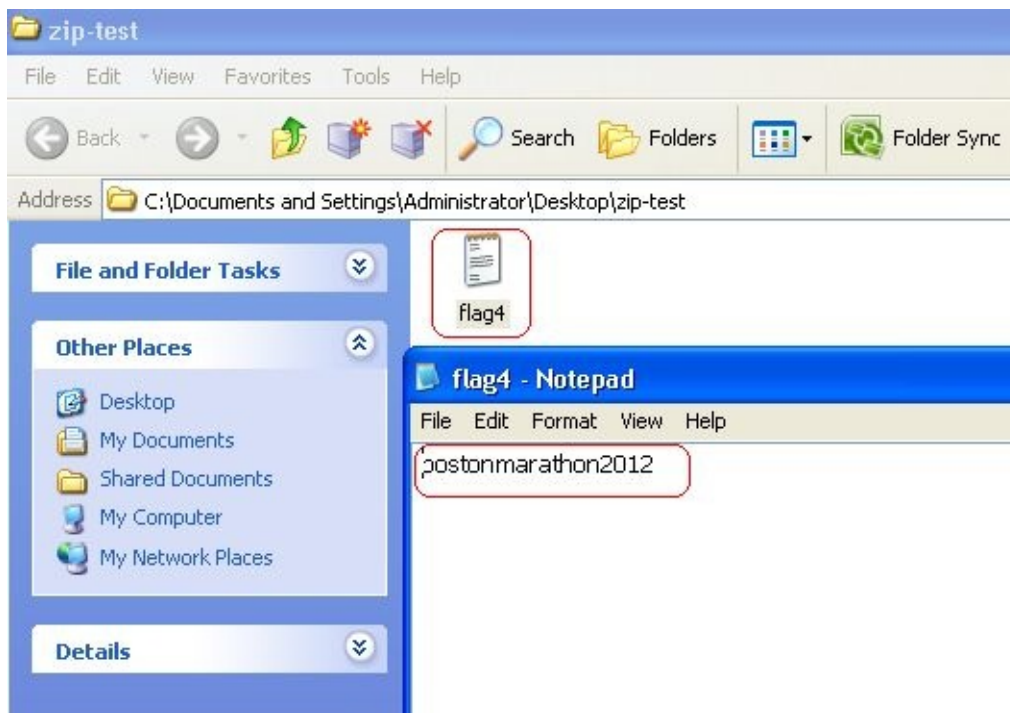 zip-test
File Edit View Favorites Tools Help
Back Search Folders Folder Sync
Address C:\Documents and Settings\Administrator\Desktop\zip-test
File and Folder Tasks
flag4
Other Places
Desktop
My Documents
Shared Documents
My Computer
My Network Places
Details
flag4 - Notepad
File Edit Format View Help
bostonmarathon2012